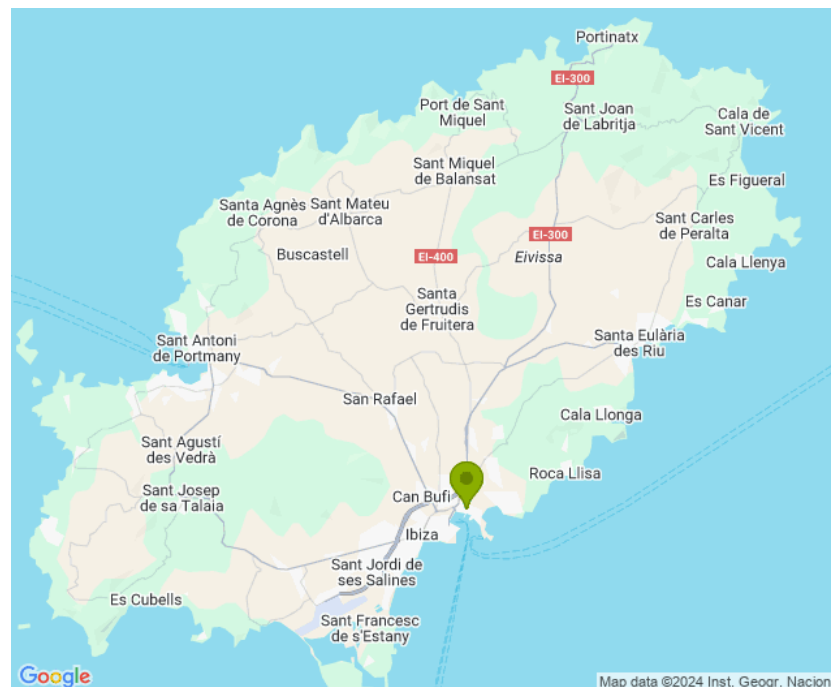 Portinatx
EI-300
Port de Sant
Miquel
Sant Joan
de Labritja
Cala de
Sant Vicent
Sant Miquel
de Balansat
Es Figueral
Santa Agnès
de Corona
Sant Mateu
d'Albarca
Sant Carles
de Peralta
EI-300
Buscastell
EI-400
Eivissa
Cala Llenya
Santa
Gertrudis
de Fruitera
Es Canar
Sant Antoni
de Portmany
Santa Eulària
des Riu
San Rafael
Cala Llonga
Sant Agustí
des Vedrà
Roca Llisa
Sant Josep
de sa Talaia
Can Bufí
Ibiza
Sant Jordi de
ses Salines
Es Cubells
Sant Francesc
de s'Estany
Google
Map data ©2024 Inst. Geogr. Nacion